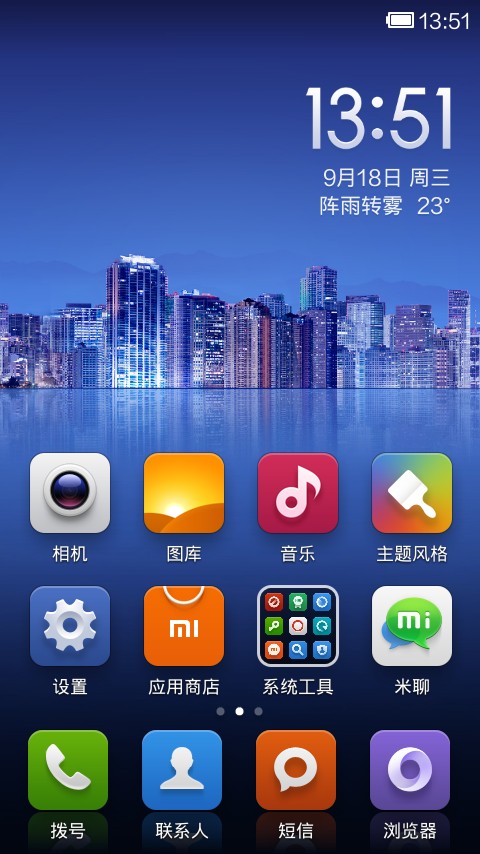 13:51
13:51
9月18日 周三
阵雨转雾 23°
相机 图库 音乐 主题风格
mi mi
设置 应用商店 系统工具 米聊
拨号 联系人 短信 浏览器